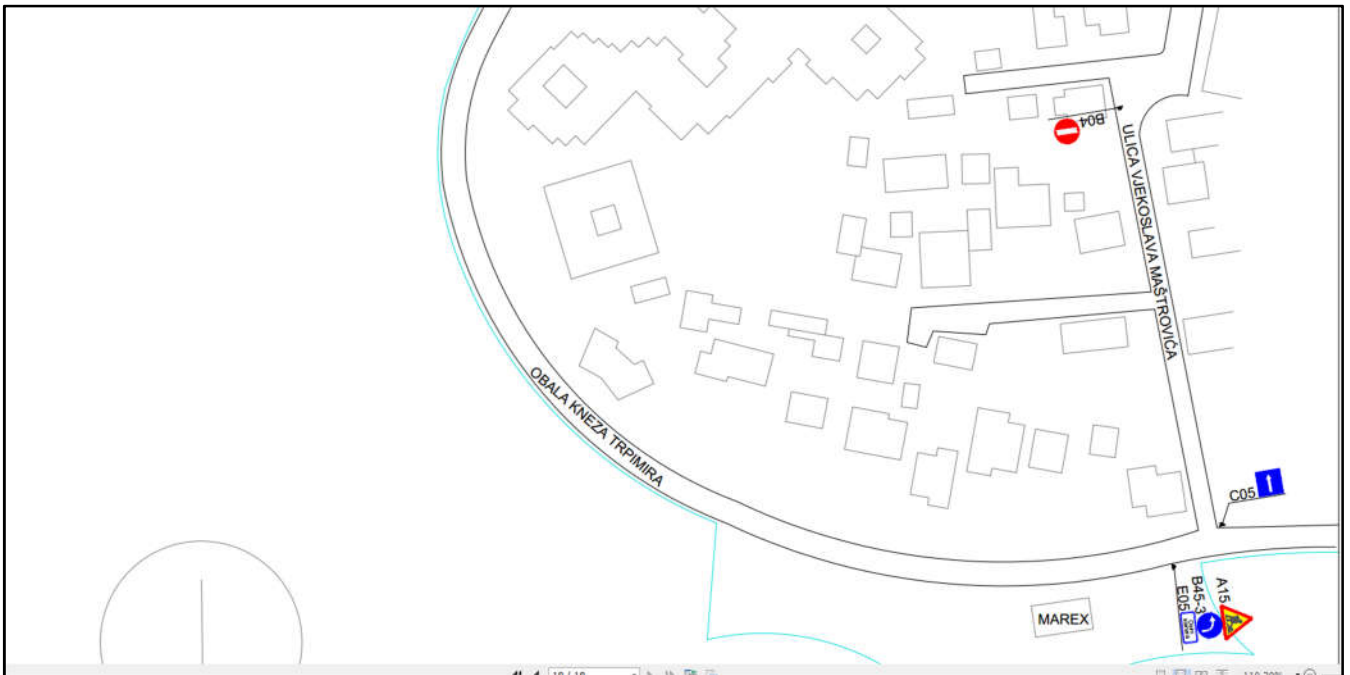 B04
ULICA VJEKOSLAVA MAŠTROVIĆA
OBALA KNEZA TRPIMIRA
C05
A15
B45-3
E05
MAREX